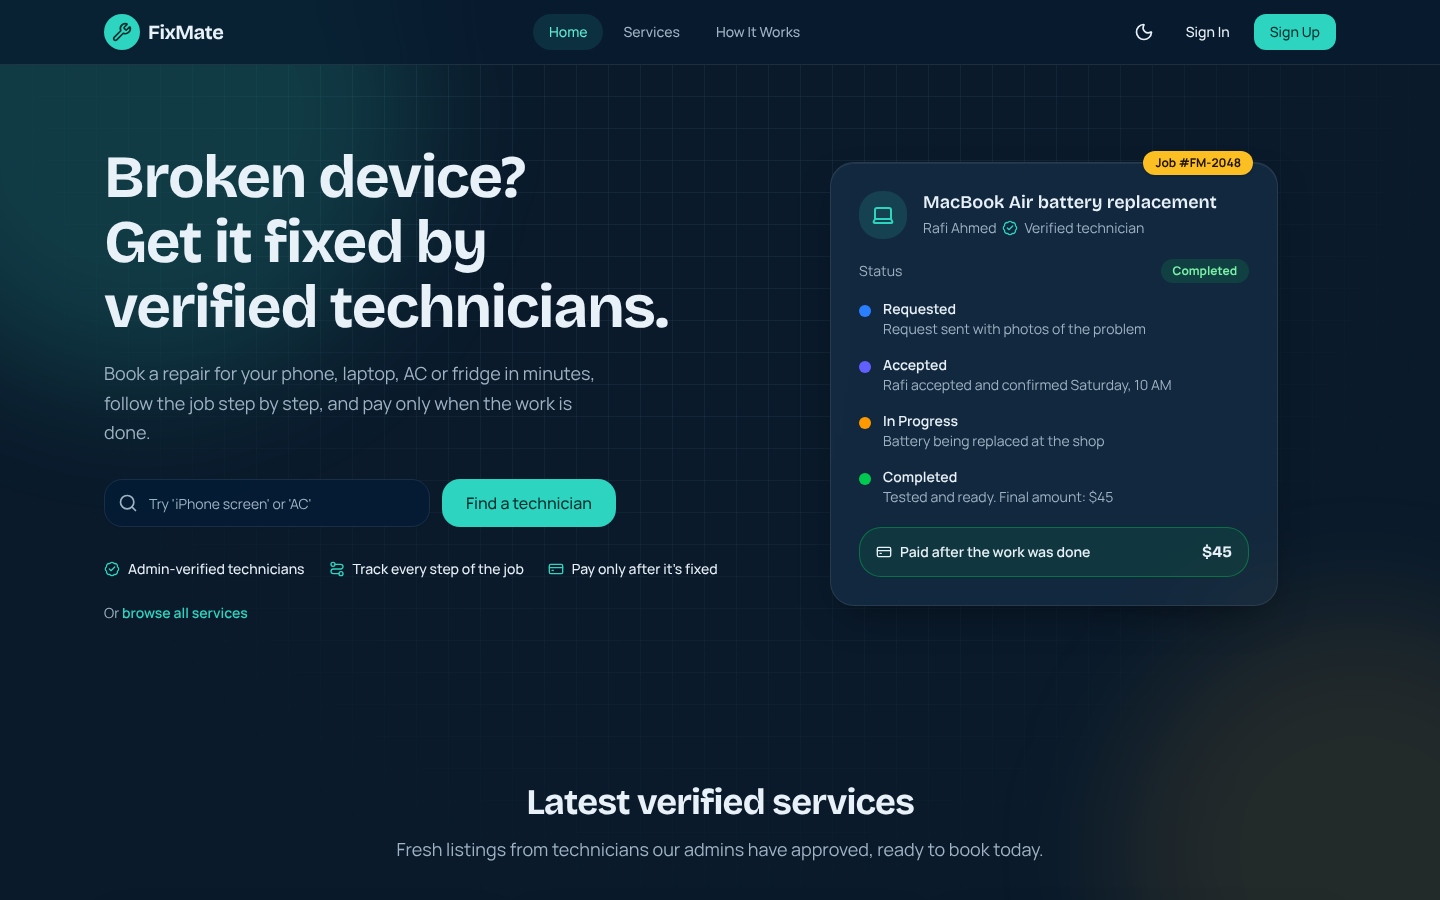 FixMate
Home
Services
How It Works
Sign In
Sign Up
Broken device?
Get it fixed by
verified technicians.
Book a repair for your phone, laptop, AC or fridge in minutes,
follow the job step by step, and pay only when the work is
done.
Try 'iPhone screen' or 'AC'
Find a technician
Admin-verified technicians
Track every step of the job
Pay only after it's fixed
Or browse all services
Job #FM-2048
MacBook Air battery replacement
Rafi Ahmed Verified technician
Status
Completed
Requested
Request sent with photos of the problem
Accepted
Rafi accepted and confirmed Saturday, 10 AM
In Progress
Battery being replaced at the shop
Completed
Tested and ready. Final amount: $45
Paid after the work was done
$45
Latest verified services
Fresh listings from technicians our admins have approved, ready to book today.